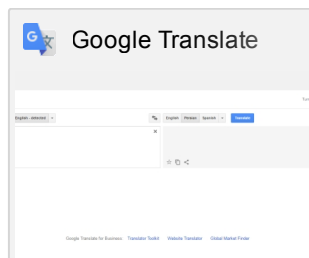 G
Google Translate
English - detected
English Persian Spanish Translate
Google Translate for Business: Translator Toolkit Website Translator Global Market Finder